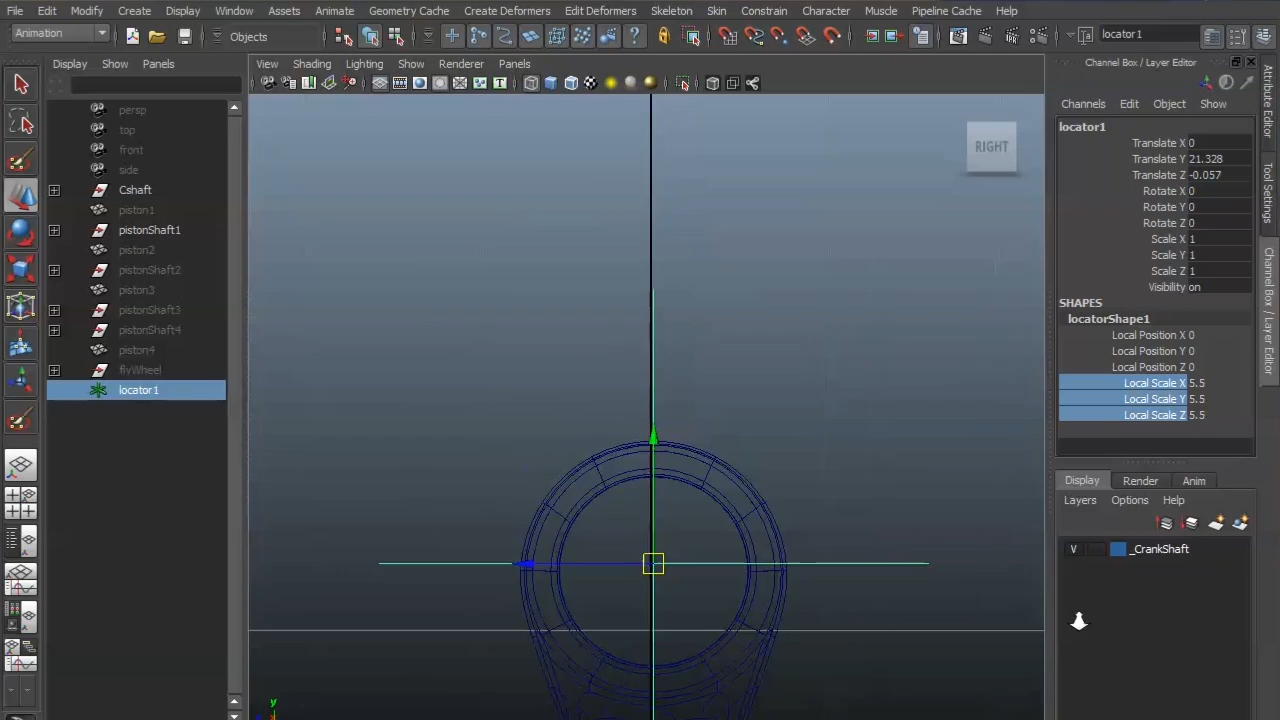 File Edit Modify Create Display Window Assets Animate Geometry Cache Create Deformers Edit Deformers Skeleton Skin Constrain Character Muscle Pipeline Cache Help
Animation Objects locator1
Display Show Panels
View Shading Lighting Show Renderer Panels
Channel Box / Layer Editor
Channels Edit Object Show
persp
top
front
side
Cshaft
piston1
pistonShaft1
piston2
pistonShaft2
piston3
pistonShaft3
pistonShaft4
piston4
flyWheel
locator1
RIGHT
y
locator1
Translate X 0
Translate Y 21.328
Translate Z -0.057
Rotate X 0
Rotate Y 0
Rotate Z 0
Scale X 1
Scale Y 1
Scale Z 1
Visibility on
SHAPES
locatorShape1
Local Position X 0
Local Position Y 0
Local Position Z 0
Local Scale X 5.5
Local Scale Y 5.5
Local Scale Z 5.5
Display Render Anim
Layers Options Help
V _CrankShaft
Attribute Editor
Tool Settings
Channel Box / Layer Editor